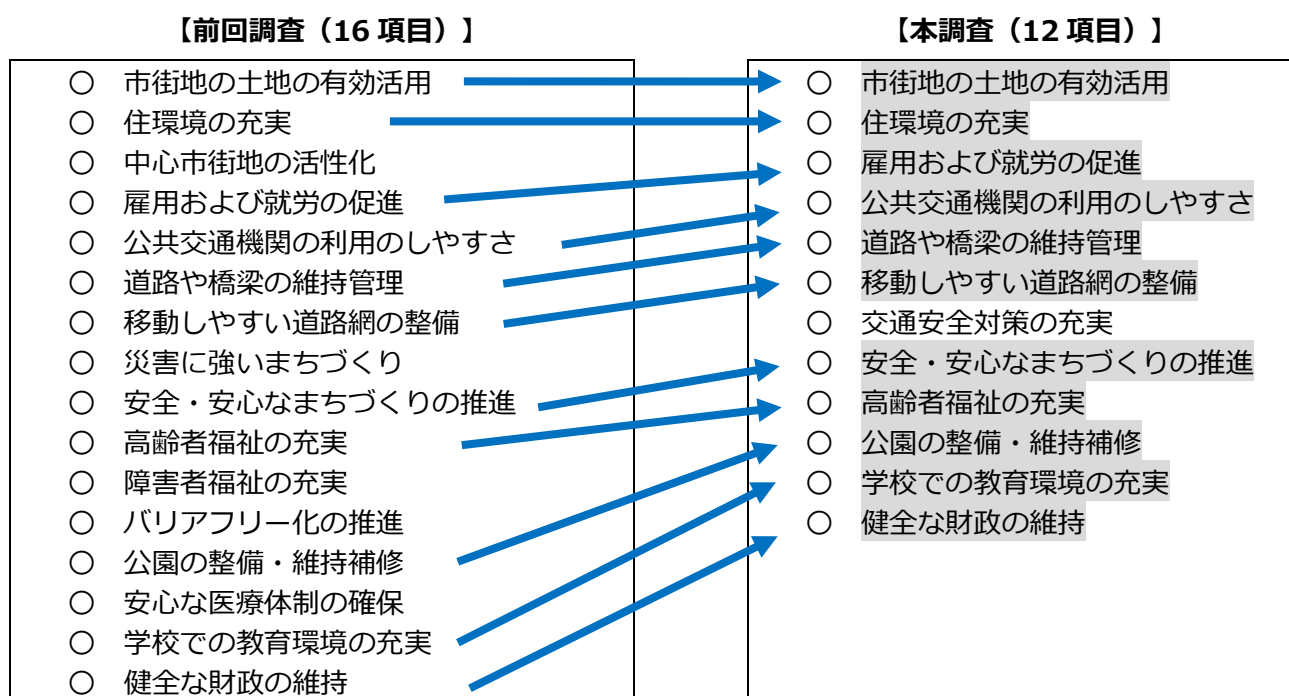 【前回調査（16 項目）】
○ 市街地の土地の有効活用
○ 住環境の充実
○ 中心市街地の活性化
○ 雇用および就労の促進
○ 公共交通機関の利用のしやすさ
○ 道路や橋梁の維持管理
○ 移動しやすい道路網の整備
○ 災害に強いまちづくり
○ 安全・安心なまちづくりの推進
○ 高齢者福祉の充実
○ 障害者福祉の充実
○ バリアフリー化の推進
○ 公園の整備・維持補修
○ 安心な医療体制の確保
○ 学校での教育環境の充実
○ 健全な財政の維持
【本調査（12 項目）】
○ 市街地の土地の有効活用
○ 住環境の充実
○ 雇用および就労の促進
○ 公共交通機関の利用のしやすさ
○ 道路や橋梁の維持管理
○ 移動しやすい道路網の整備
○ 交通安全対策の充実
○ 安全・安心なまちづくりの推進
○ 高齢者福祉の充実
○ 公園の整備・維持補修
○ 学校での教育環境の充実
○ 健全な財政の維持